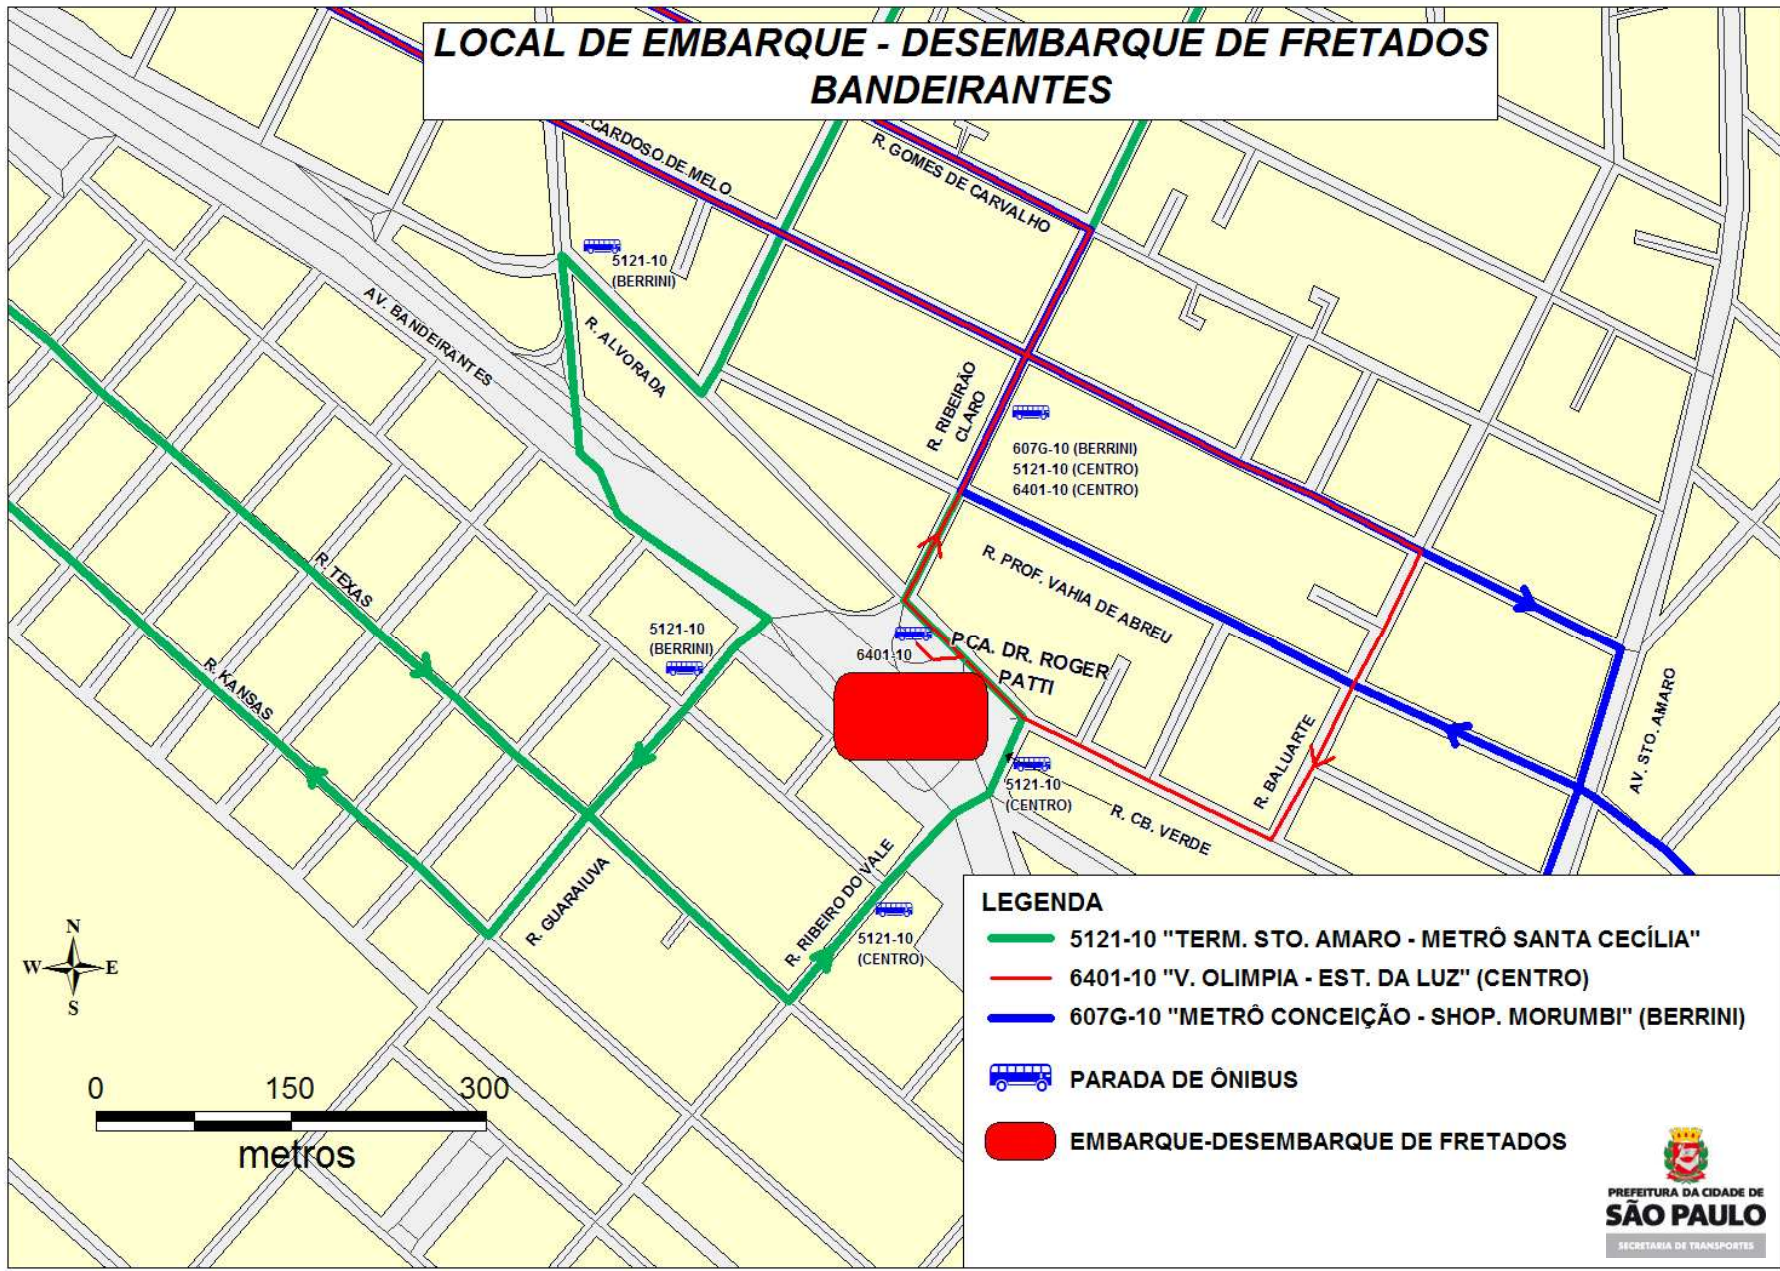 LOCAL DE EMBARQUE - DESEMBARQUE DE FRETADOS
BANDEIRANTES
CARDOSO DE MELO
R. GOMES DE CARVALHO
5121-10
(BERRINI)
AV. BANDEIRANTES
R. ALVORADA
R. RIBEIRÃO
CLARO
607G-10 (BERRINI)
5121-10 (CENTRO)
6401-10 (CENTRO)
R. PROF. VAHIA DE ABREU
R. TEXAS
R. KANSAS
5121-10
(BERRINI)
6401-10
PCA. DR. ROGER
PATTI
5121-10
(CENTRO)
R. BALUARTE
AV. STO. AMARO
R. CB. VERDE
R. GUARAIUVA
R. RIBEIRO DO VALE
5121-10
(CENTRO)
N
W E
S
0 150 300
metros
LEGENDA
5121-10 "TERM. STO. AMARO - METRÔ SANTA CECÍLIA"
6401-10 "V. OLIMPIA - EST. DA LUZ" (CENTRO)
607G-10 "METRÔ CONCEIÇÃO - SHOP. MORUMBI" (BERRINI)
PARADA DE ÔNIBUS
EMBARQUE-DESEMBARQUE DE FRETADOS
PREFEITURA DA CIDADE DE
SÃO PAULO
SECRETARIA DE TRANSPORTES